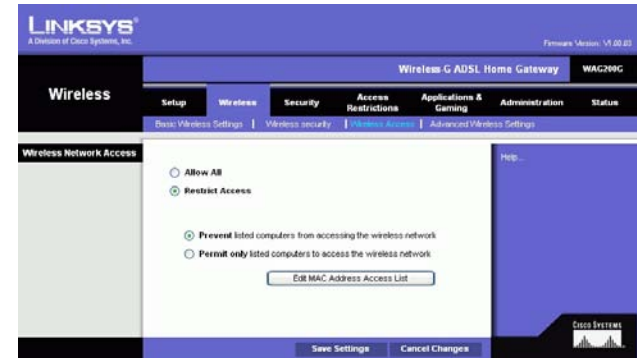 LINKSYS®
A Division of Cisco Systems, Inc.
Firmware Version: V1.00.03
Wireless-G ADSL Home Gateway WAG200G
Wireless
Setup Wireless Security Access Restrictions Applications & Gaming Administration Status
Basic Wireless Settings | Wireless security | Wireless Access | Advanced Wireless Settings
Wireless Network Access
Help...
Allow All
Restrict Access
Prevent listed computers from accessing the wireless network
Permit only listed computers to access the wireless network
Edit MAC Address Access List
Save Settings Cancel Changes
CISCO SYSTEMS